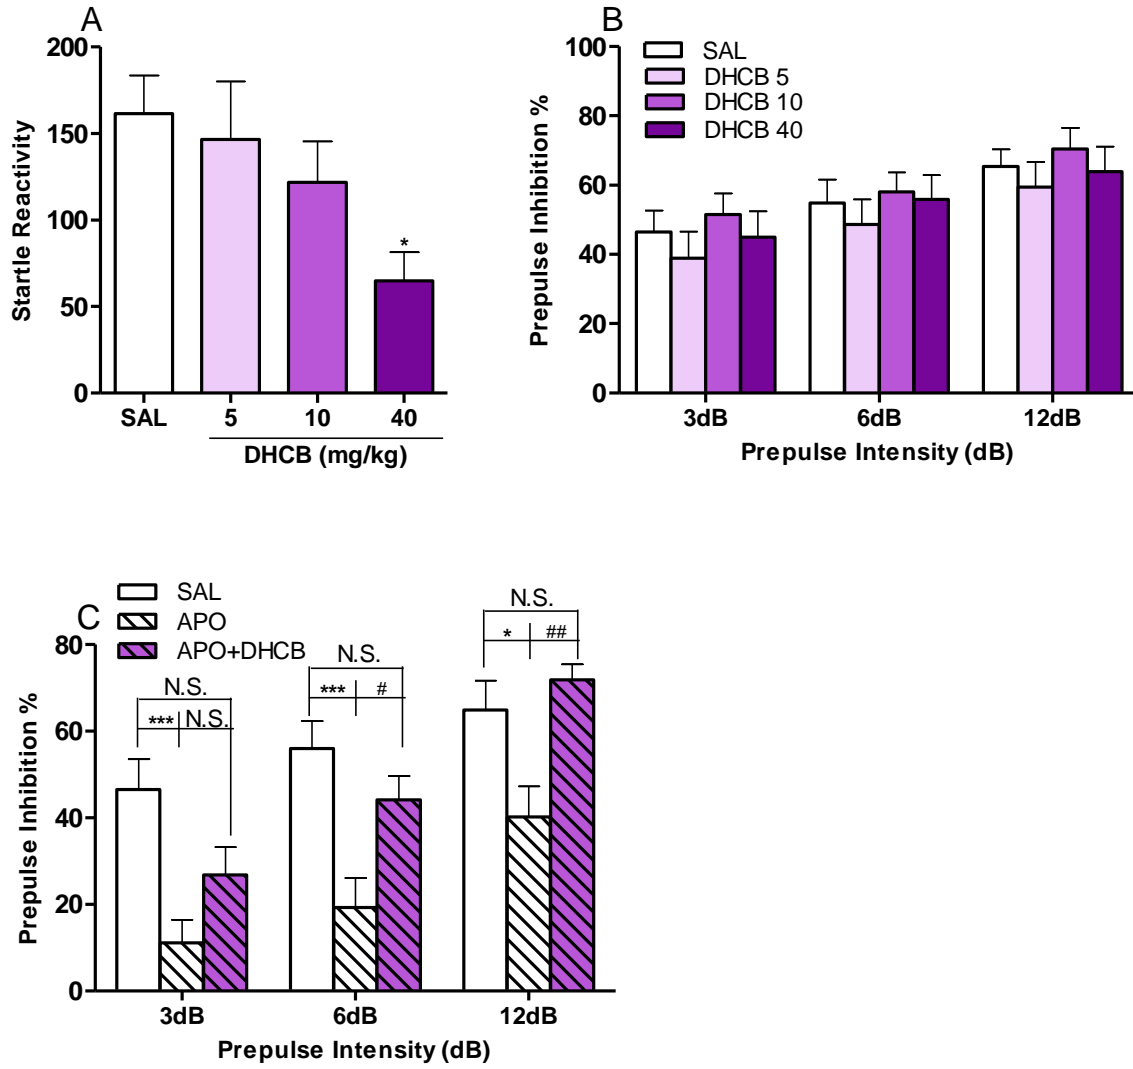 A
200
150
100
50
0
Startle Reactivity
*
SAL 5 10 40
DHCB (mg/kg)
B
SAL
DHCB 5
DHCB 10
DHCB 40
100
80
60
40
20
0
Prepulse Inhibition %
3dB 6dB 12dB
Prepulse Intensity (dB)
C
SAL
APO
APO+DHCB
80
60
40
20
0
Prepulse Inhibition %
N.S.
*** N.S.
N.S.
*** #
N.S.
* ##
3dB 6dB 12dB
Prepulse Intensity (dB)